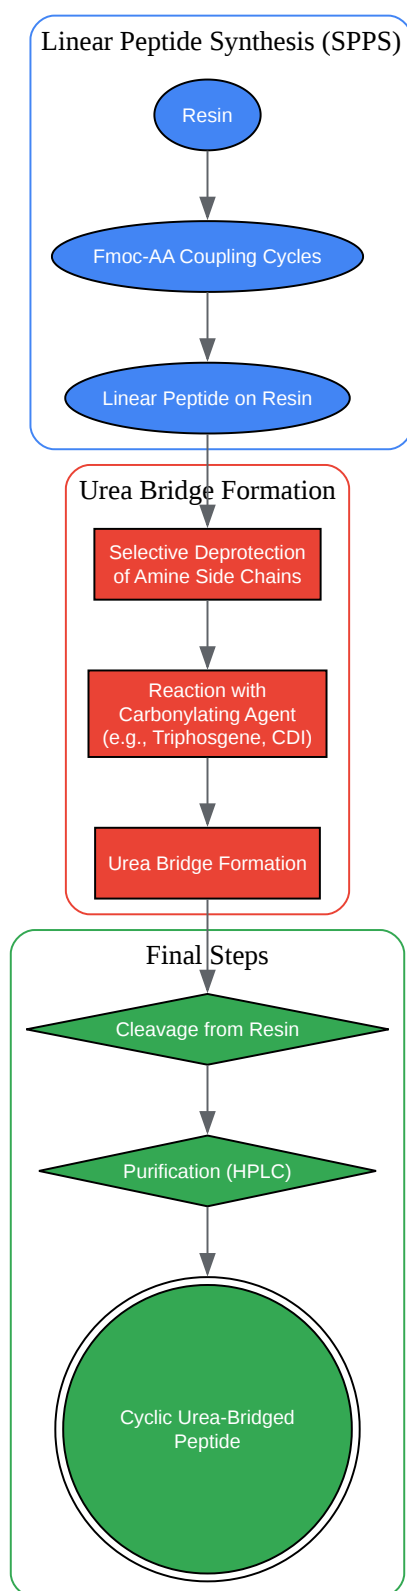 Linear Peptide Synthesis (SPPS)
Resin
Fmoc-AA Coupling Cycles
Linear Peptide on Resin
Urea Bridge Formation
Selective Deprotection
of Amine Side Chains
Reaction with
Carbonylating Agent
(e.g., Triphosgene, CDI)
Urea Bridge Formation
Final Steps
Cleavage from Resin
Purification (HPLC)
Cyclic Urea-Bridged
Peptide